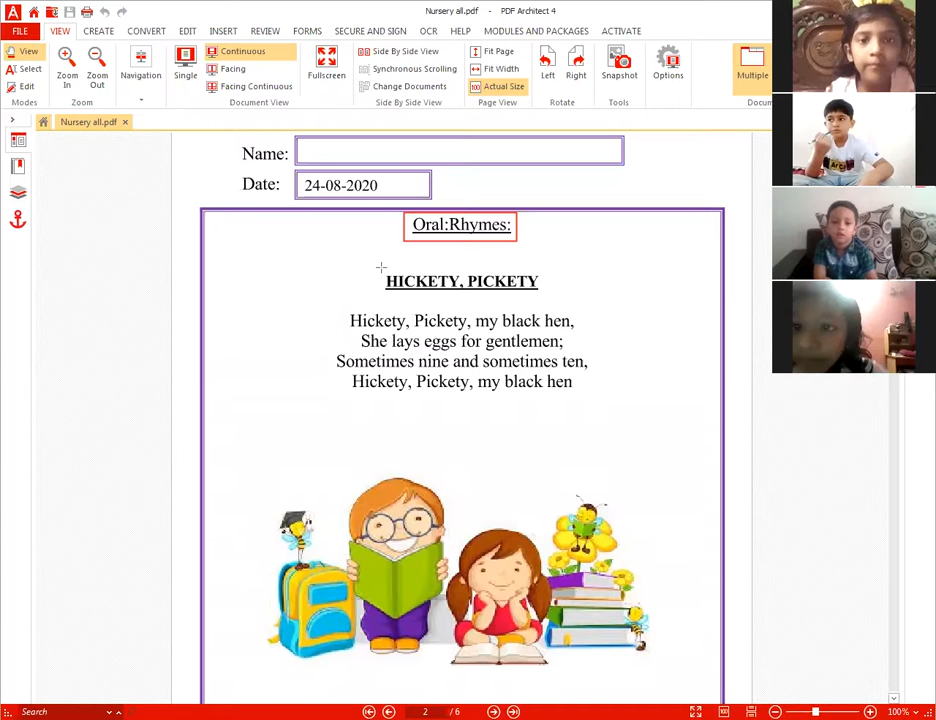 Nursery all.pdf - PDF Architect 4
FILE VIEW CREATE CONVERT EDIT INSERT REVIEW FORMS SECURE AND SIGN OCR HELP MODULES AND PACKAGES ACTIVATE
View
Select
Edit
Modes
Zoom In
Zoom Out
Zoom
Navigation
Single
Continuous
Facing
Facing Continuous
Document View
Fullscreen
Side By Side View
Synchronous Scrolling
Change Documents
Side By Side View
Fit Page
Fit Width
Actual Size
Page View
Left
Right
Rotate
Snapshot
Tools
Options
Multiple
Nursery all.pdf
Name:
Date: 24-08-2020
Oral:Rhymes:
HICKETY, PICKETY
Hickety, Pickety, my black hen,
She lays eggs for gentlemen;
Sometimes nine and sometimes ten,
Hickety, Pickety, my black hen
Search
2 / 6
100%